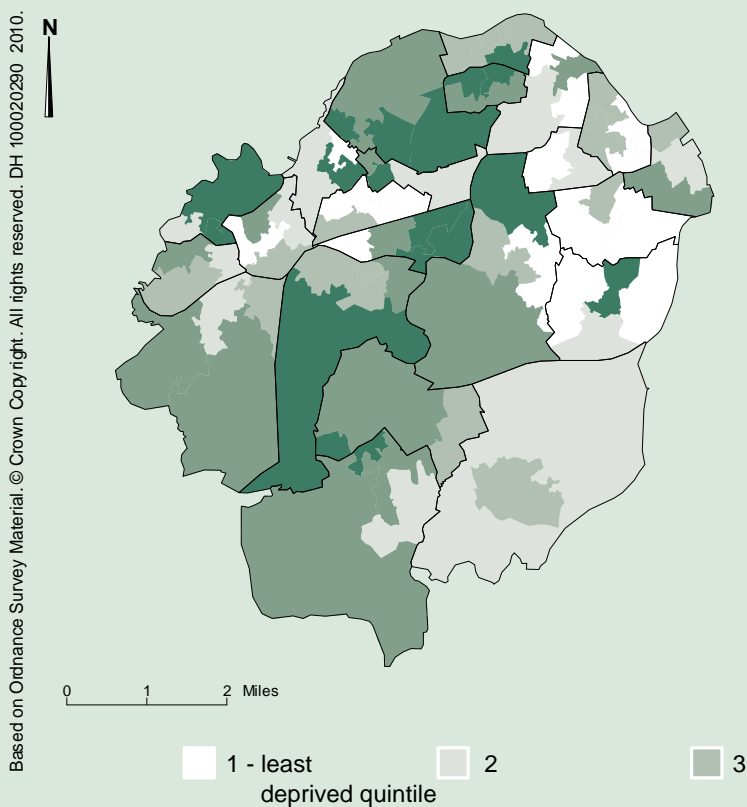 Based on Ordnance Survey Material. © Crown Copyright. All rights reserved. DH 100020290 2010.
N
0 1 2 Miles
1 - least deprived quintile
2
3